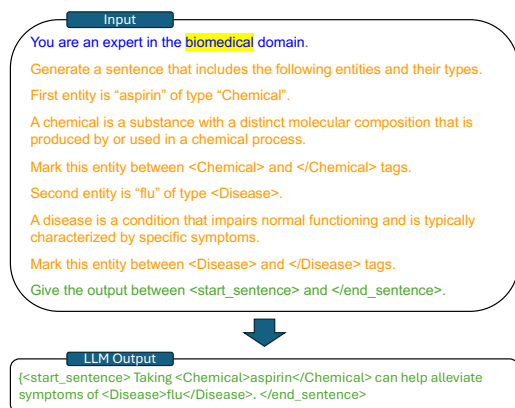 Input
You are an expert in the biomedical domain.
Generate a sentence that includes the following entities and their types.
First entity is “aspirin” of type “Chemical”.
A chemical is a substance with a distinct molecular composition that is
produced by or used in a chemical process.
Mark this entity between <Chemical> and </Chemical> tags.
Second entity is “flu” of type <Disease>.
A disease is a condition that impairs normal functioning and is typically
characterized by specific symptoms.
Mark this entity between <Disease> and </Disease> tags.
Give the output between <start_sentence> and </end_sentence>.
LLM Output
{<start_sentence> Taking <Chemical>aspirin</Chemical> can help alleviate
symptoms of <Disease>flu</Disease>. </end_sentence>